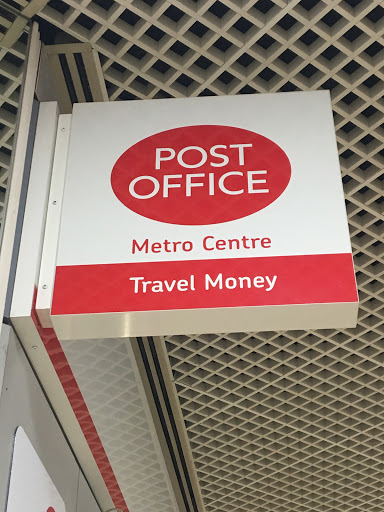 POST
OFFICE
Metro Centre
Travel Money